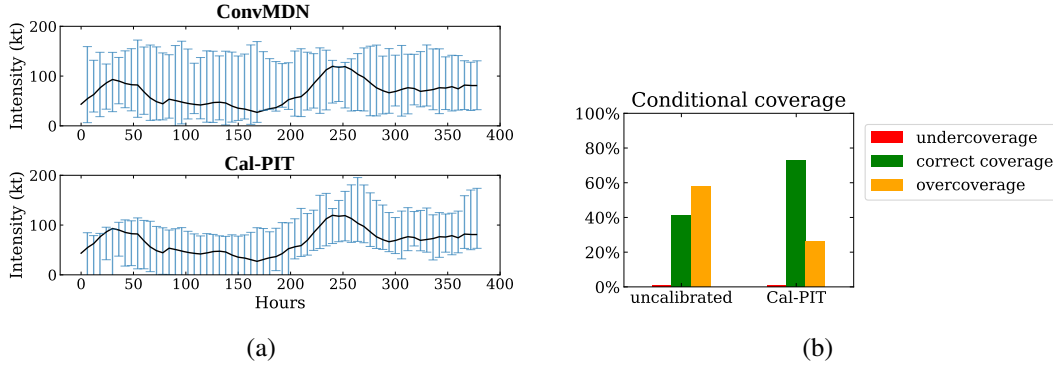 ConvMDN
Intensity (kt)
200
100
0
0 50 100 150 200 250 300 350 400
Cal-PIT
Intensity (kt)
200
100
0
0 50 100 150 200 250 300 350 400
Hours
(a)
Conditional coverage
100%
80%
60%
40%
20%
0%
uncalibrated Cal-PIT
undercoverage
correct coverage
overcoverage
(b)